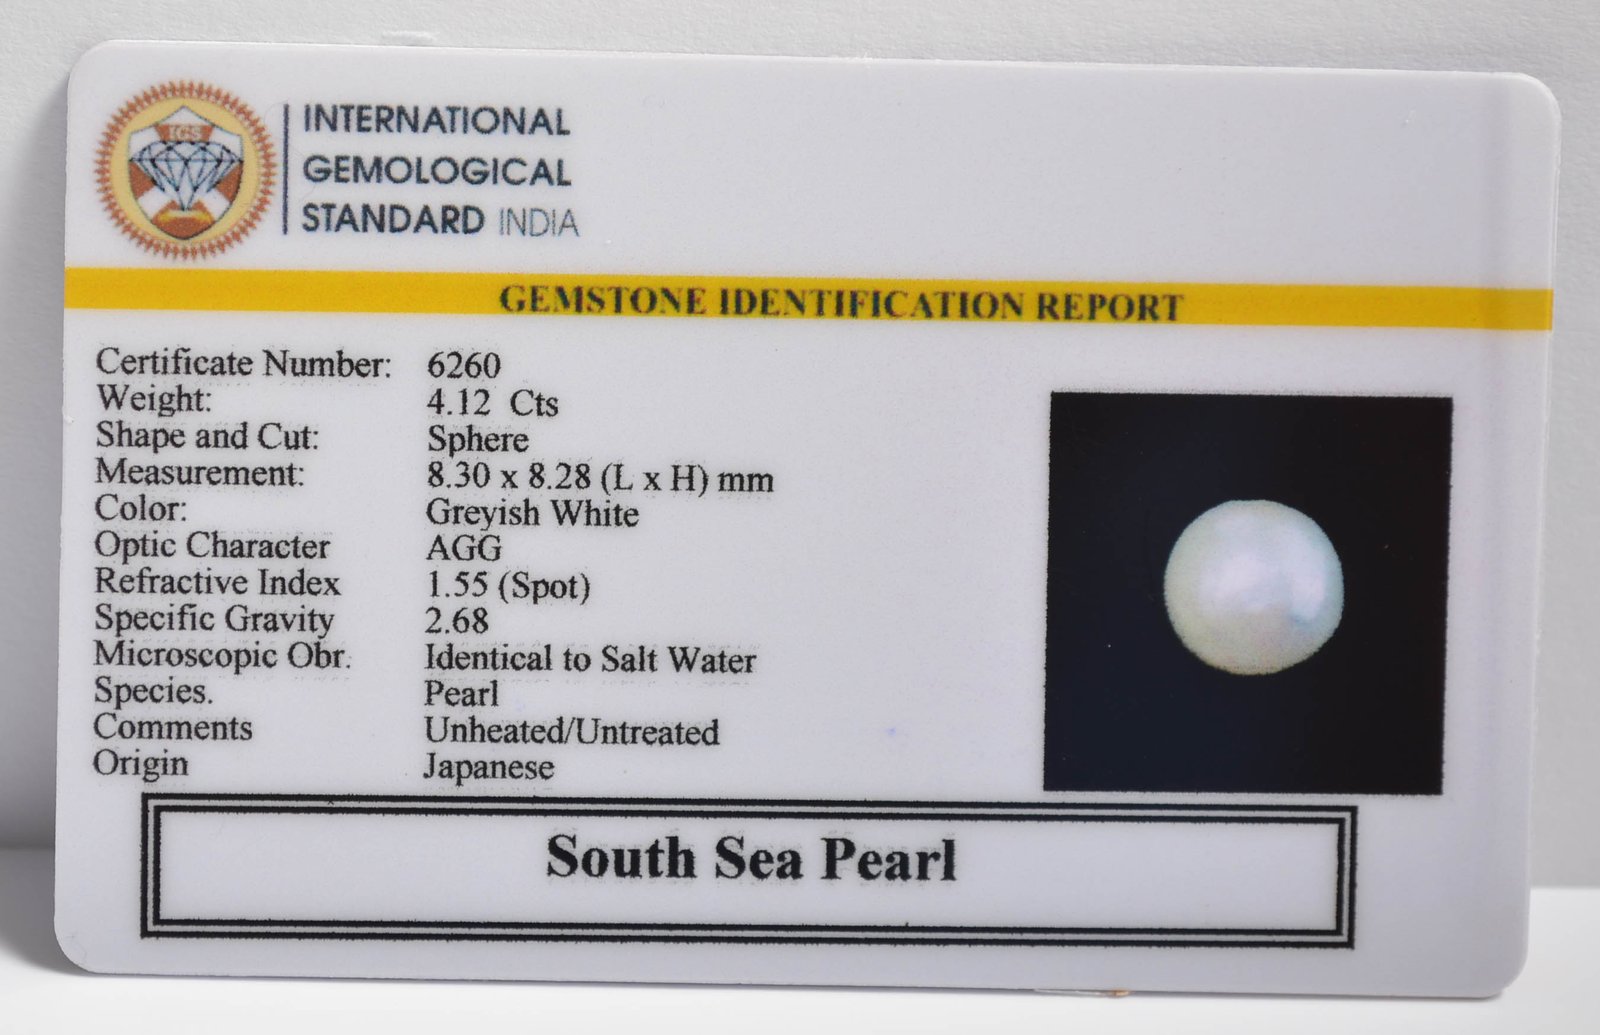 IGS
INTERNATIONAL
GEMOLOGICAL
STANDARD INDIA
GEMSTONE IDENTIFICATION REPORT
Certificate Number: 6260
Weight: 4.12 Cts
Shape and Cut: Sphere
Measurement: 8.30 x 8.28 (L x H) mm
Color: Greyish White
Optic Character AGG
Refractive Index 1.55 (Spot)
Specific Gravity 2.68
Microscopic Obr. Identical to Salt Water
Species. Pearl
Comments Unheated/Untreated
Origin Japanese
South Sea Pearl